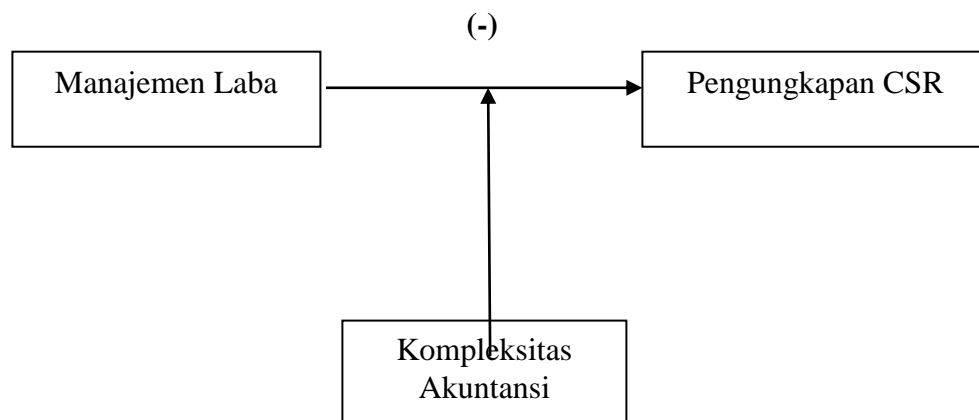 (-)
Manajemen Laba
Pengungkapan CSR
Kompleksitas
Akuntansi